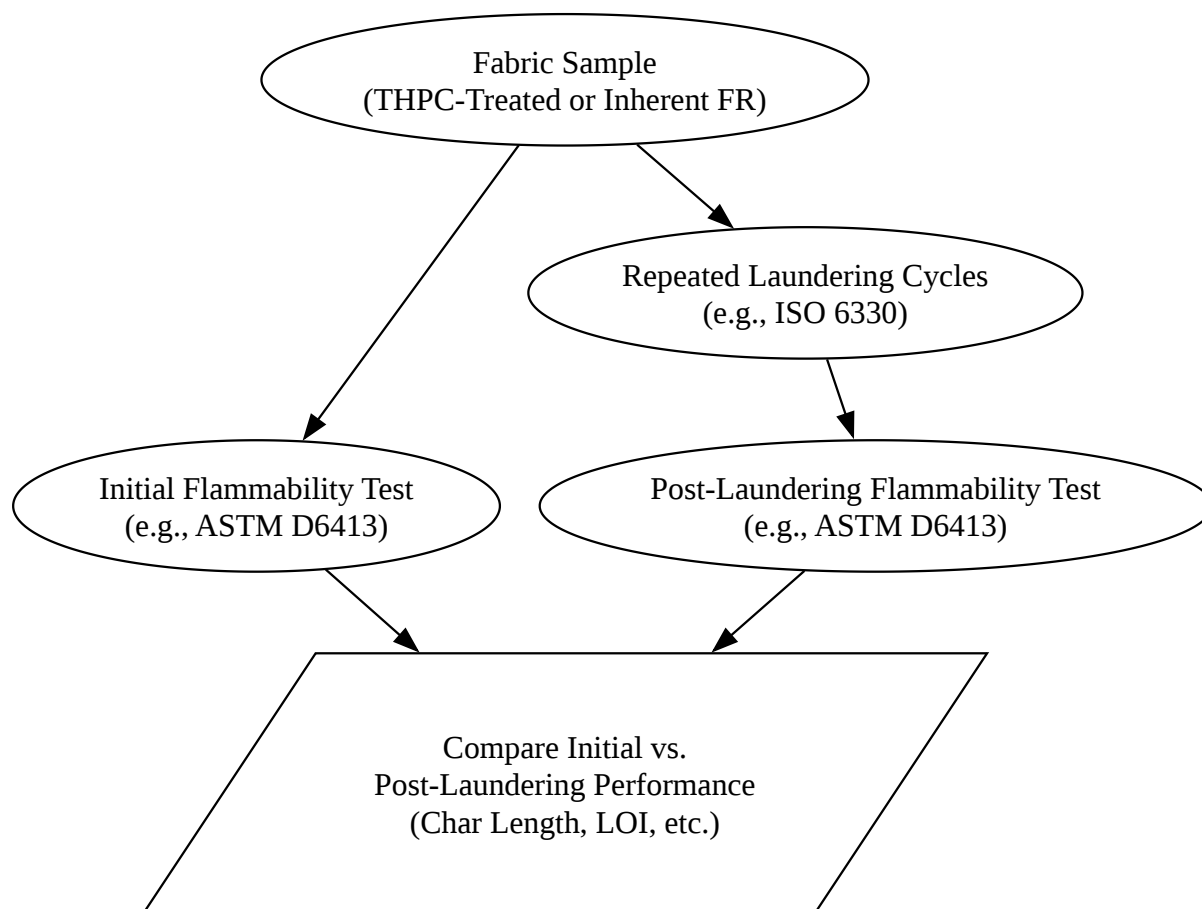 Fabric Sample
(THPC-Treated or Inherent FR)
Repeated Laundering Cycles
(e.g., ISO 6330)
Initial Flammability Test
(e.g., ASTM D6413)
Post-Laundering Flammability Test
(e.g., ASTM D6413)
Compare Initial vs.
Post-Laundering Performance
(Char Length, LOI, etc.)